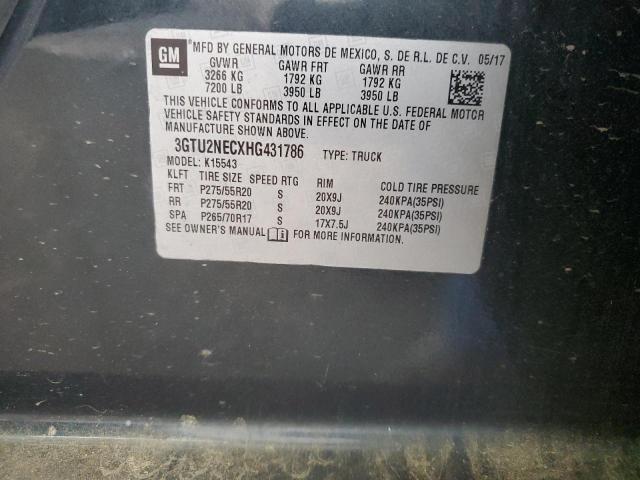 GM
MFD BY GENERAL MOTORS DE MEXICO, S. DE R.L. DE C.V. 05/17
GVWR GAWR FRT GAWR RR
3266 KG 1792 KG 1792 KG
7200 LB 3950 LB 3950 LB
THIS VEHICLE CONFORMS TO ALL APPLICABLE U.S. FEDERAL MOTOR
VEHICLE SAFETY STANDARDS IN EFFECT ON THE DATE OF
MANUFACTURE SHOWN ABOVE.
3GTU2NECXHG431786 TYPE: TRUCK
MODEL: K15543
KLFT TIRE SIZE SPEED RTG RIM COLD TIRE PRESSURE
FRT P275/55R20 S 20X9J 240KPA(35PSI)
RR P275/55R20 S 20X9J 240KPA(35PSI)
SPA P265/70R17 S 17X7.5J 240KPA(35PSI)
SEE OWNER'S MANUAL FOR MORE INFORMATION.